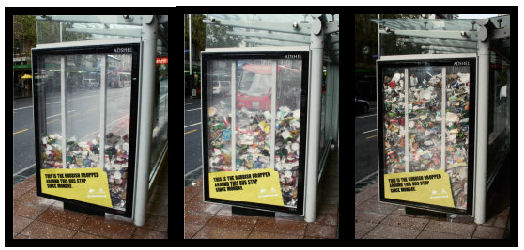 ADSHEL
THIS IS THE RUBBISH DROPPED
AROUND THIS BUS STOP
SINCE MONDAY.
ADSHEL
THIS IS THE RUBBISH DROPPED
AROUND THIS BUS STOP
SINCE MONDAY.
ADSHEL
THIS IS THE RUBBISH DROPPED
AROUND THIS BUS STOP
SINCE MONDAY.